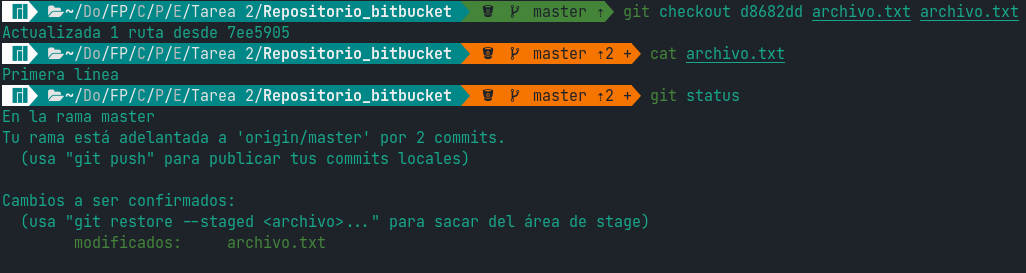 ~/Do/FP/C/P/E/Tarea 2/Repositorio_bitbucket master ↑ git checkout d8682dd archivo.txt archivo.txt
Actualizada 1 ruta desde 7ee5905
~/Do/FP/C/P/E/Tarea 2/Repositorio_bitbucket master ↑2 + cat archivo.txt
Primera línea
~/Do/FP/C/P/E/Tarea 2/Repositorio_bitbucket master ↑2 + git status
En la rama master
Tu rama está adelantada a 'origin/master' por 2 commits.
  (usa "git push" para publicar tus commits locales)

Cambios a ser confirmados:
  (usa "git restore --staged <archivo>..." para sacar del área de stage)
        modificados:     archivo.txt